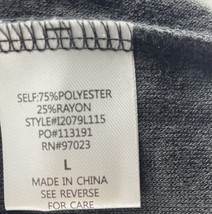 SELF:75%POLYESTER
25%RAYON
STYLE#I2079L115
PO#113191
RN#97023
L
MADE IN CHINA
SEE REVERSE
FOR CARE